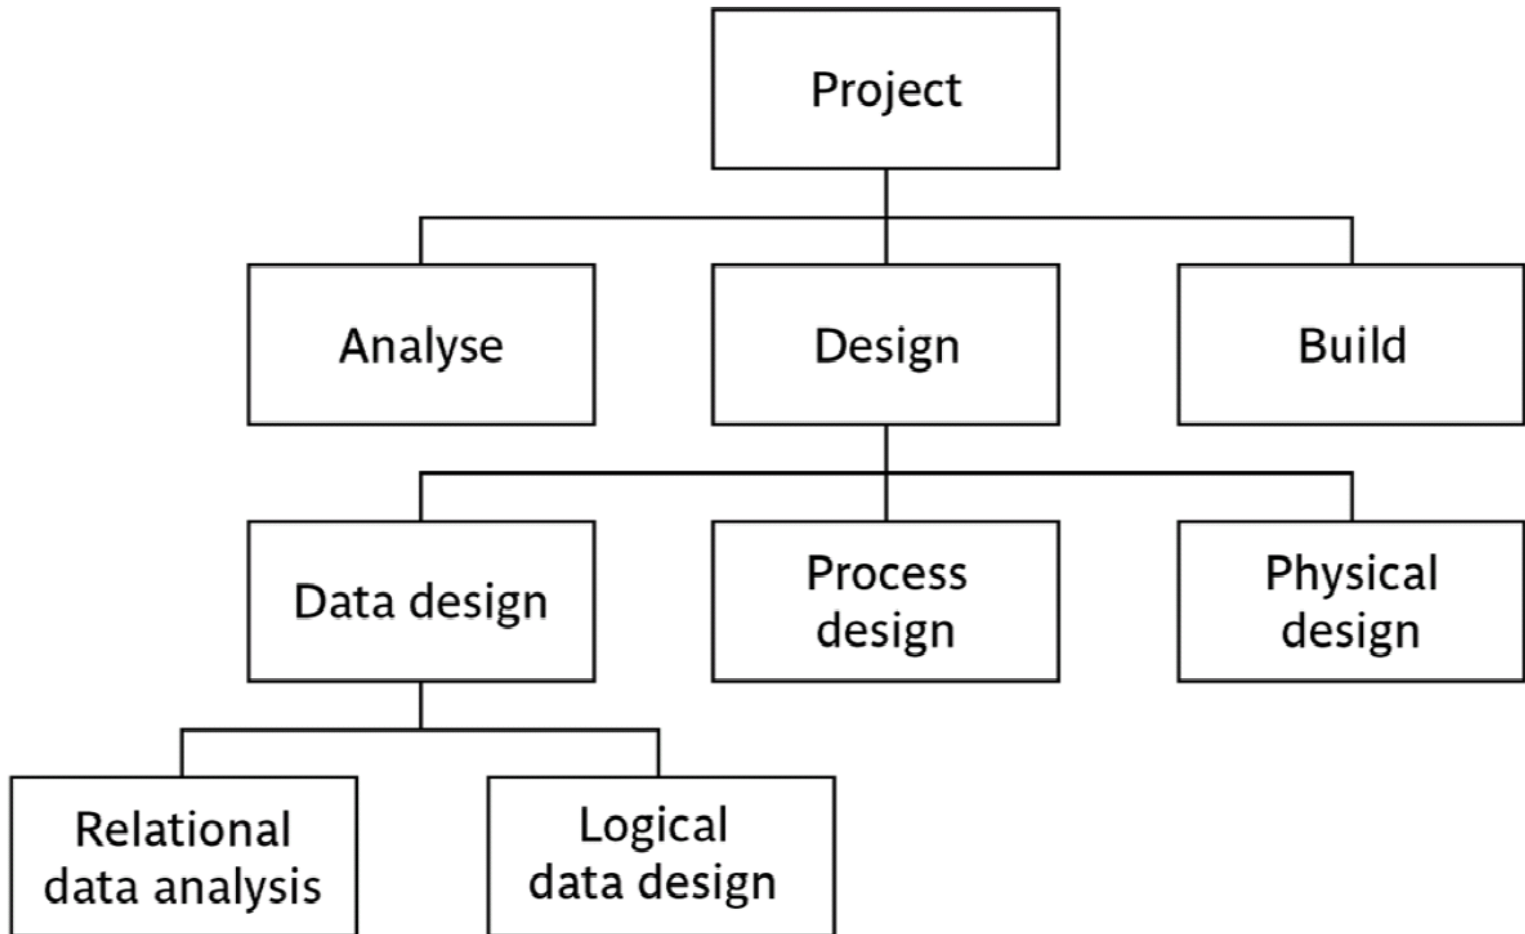 Project
Analyse
Design
Build
Data design
Process
design
Physical
design
Relational
data analysis
Logical
data design